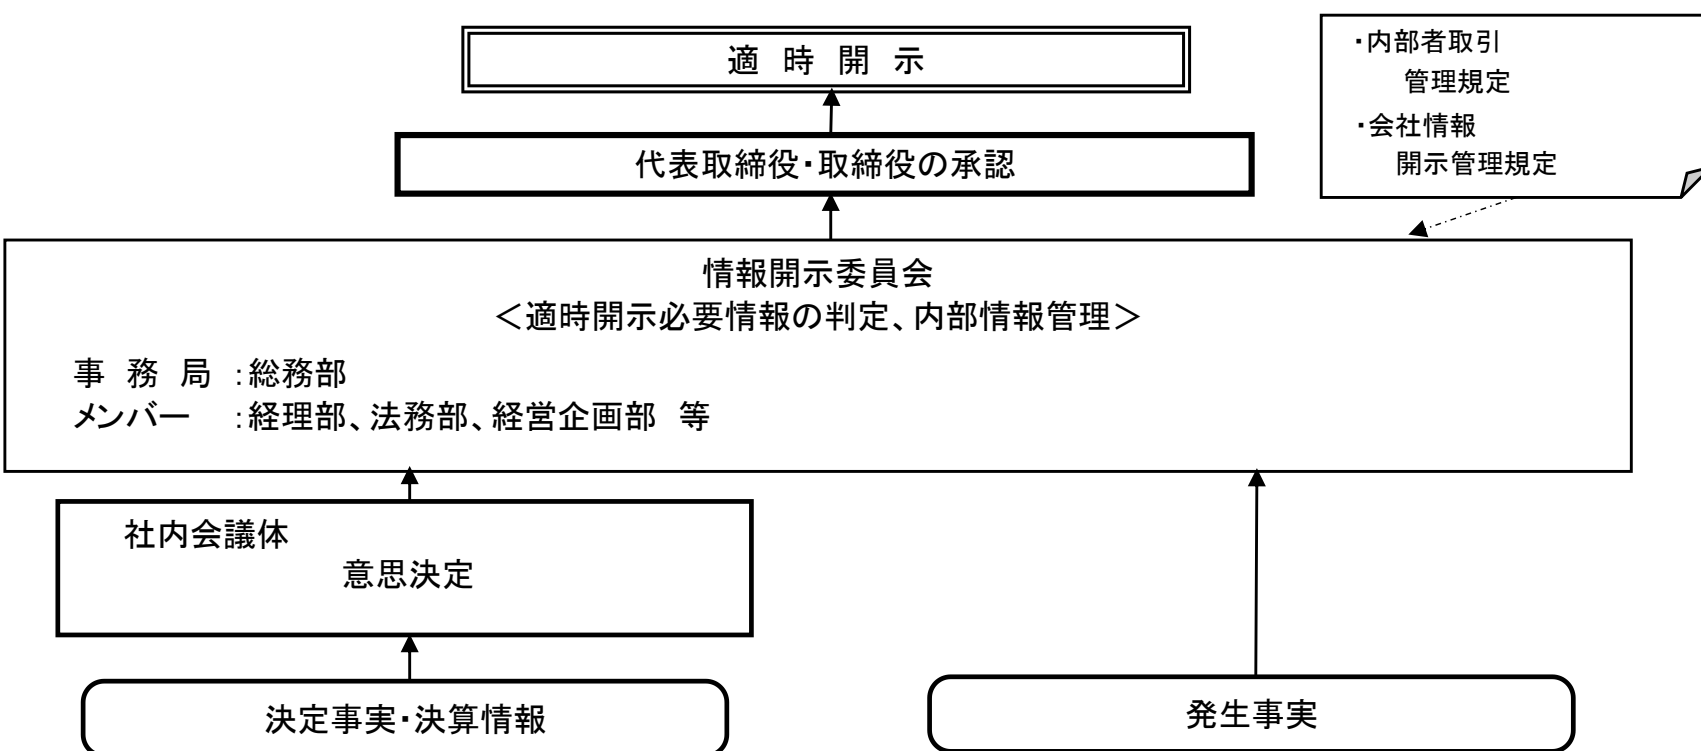 適 時 開 示
・内部者取引
管理規定
・会社情報
開示管理規定
代表取締役・取締役の承認
情報開示委員会
＜適時開示必要情報の判定、内部情報管理＞
事 務 局 :総務部
メンバー :経理部、法務部、経営企画部 等
社内会議体
意思決定
決定事実・決算情報
発生事実